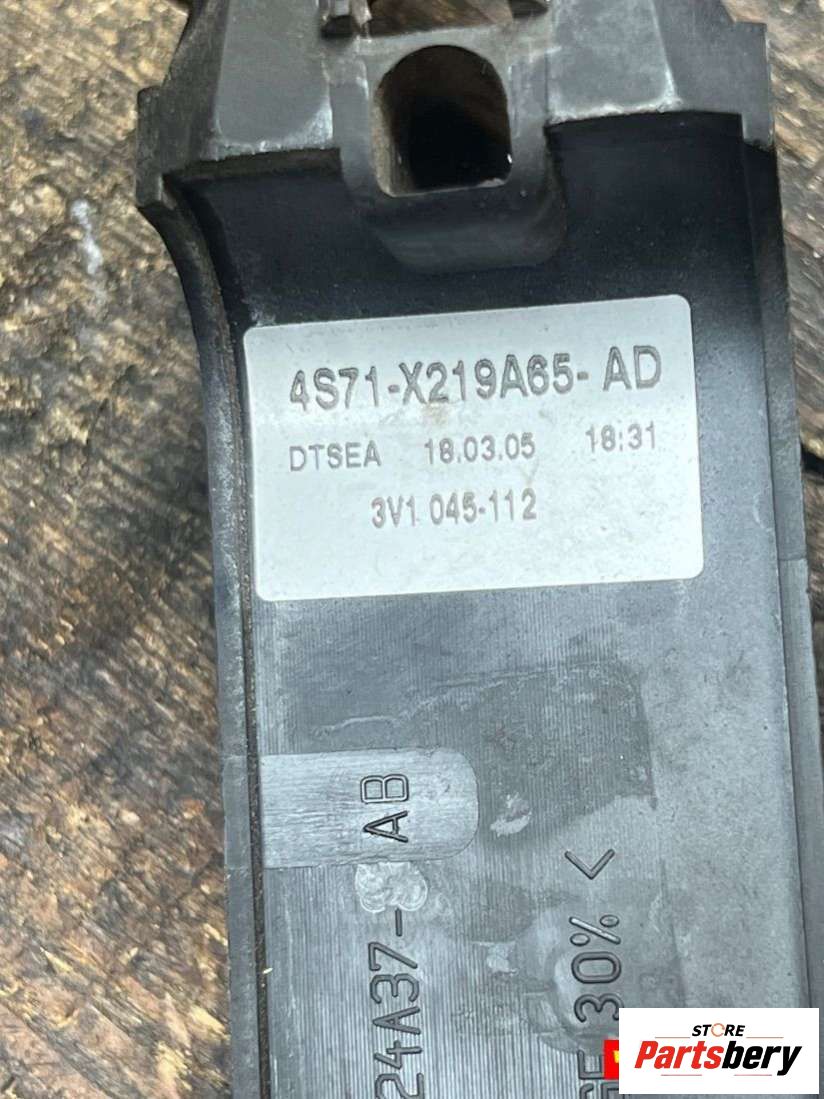 4S71-X219A65-AD
DTSEA 18.03.05 18:31
3V1 045-112
24A37-AB
30% <
STORE
Partsbery